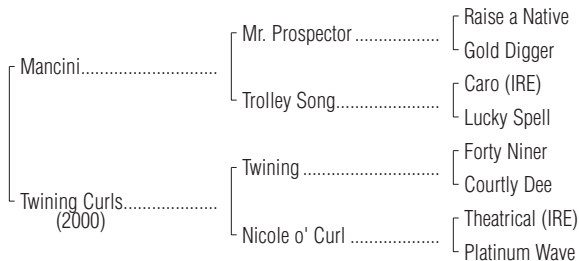 Raise a Native
Mr. Prospector ..................
Gold Digger
Mancini.............................
Caro (IRE)
Trolley Song......................
Lucky Spell
Forty Niner
Twining .............................
Courtly Dee
Twining Curls....................
(2000)
Theatrical (IRE)
Nicole o' Curl ...................
Platinum Wave